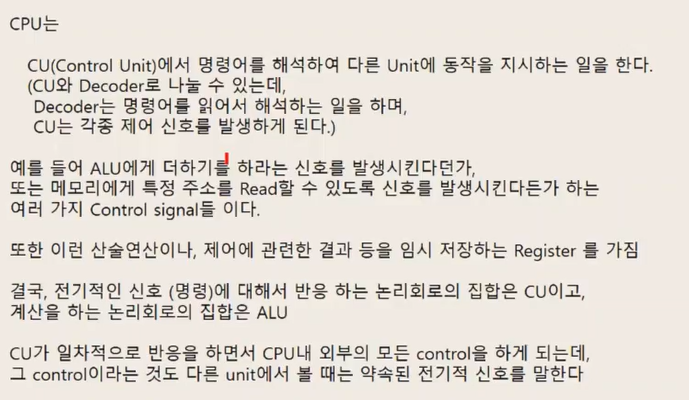 CPU는
CU(Control Unit)에서 명령어를 해석하여 다른 Unit에 동작을 지시하는 일을 한다.
(CU와 Decoder로 나눌 수 있는데,
Decoder는 명령어를 읽어서 해석하는 일을 하며,
CU는 각종 제어 신호를 발생하게 된다.)
예를 들어 ALU에게 더하기를 하라는 신호를 발생시킨다던가,
또는 메모리에게 특정 주소를 Read할 수 있도록 신호를 발생시킨다든가 하는
여러 가지 Control signal들 이다.
또한 이런 산술연산이나, 제어에 관련한 결과 등을 임시 저장하는 Register 를 가짐
결국, 전기적인 신호 (명령)에 대해서 반응 하는 논리회로의 집합은 CU이고,
계산을 하는 논리회로의 집합은 ALU
CU가 일차적으로 반응을 하면서 CPU내 외부의 모든 control을 하게 되는데,
그 control이라는 것도 다른 unit에서 볼 때는 약속된 전기적 신호를 말한다